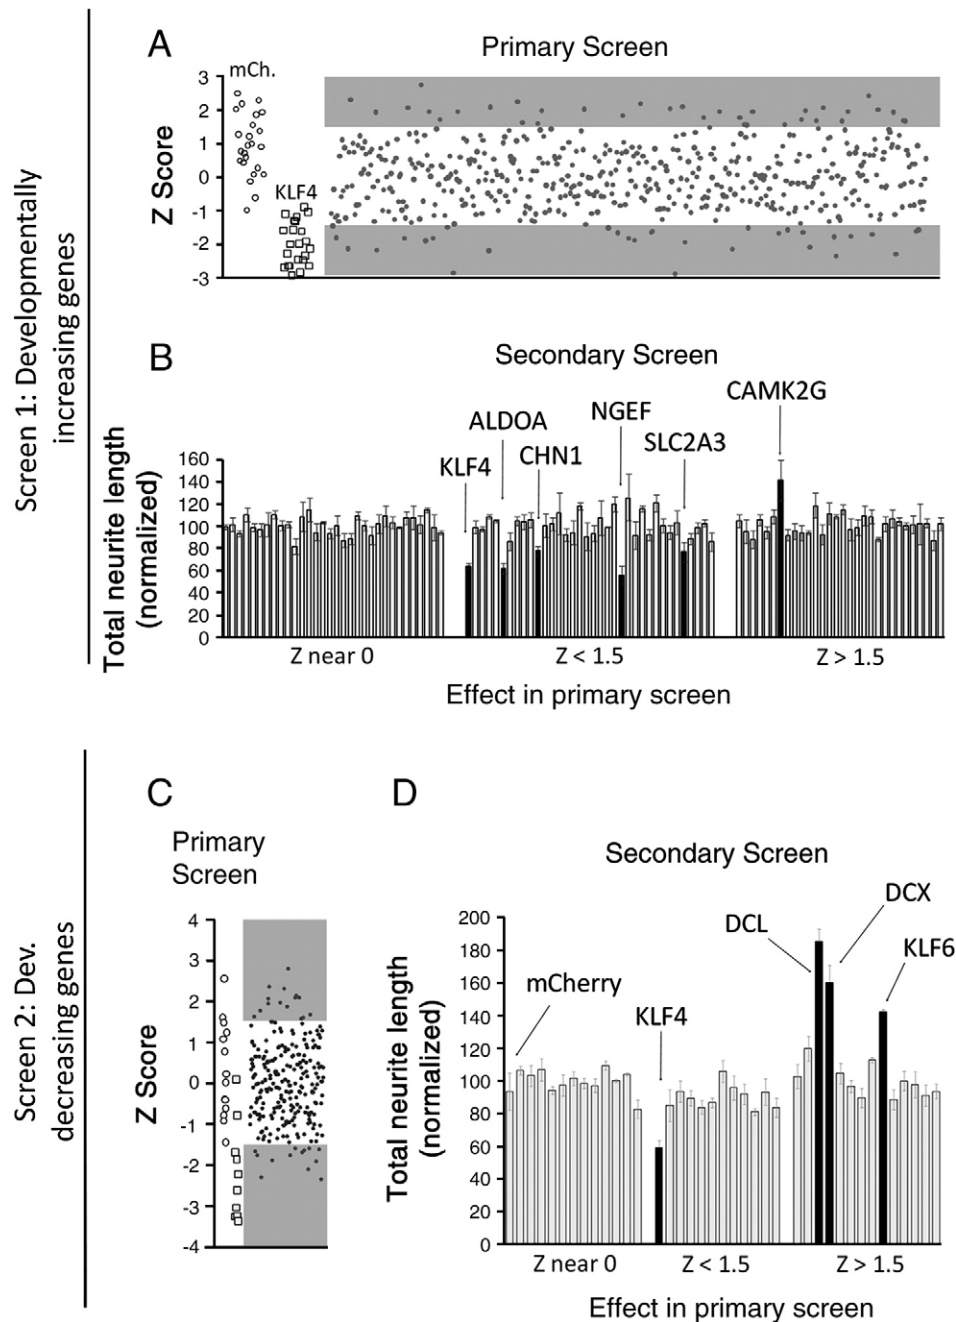 Screen 1: Developmentally
increasing genes
A
Primary Screen
mCh.
KLF4
Z Score
3
2
1
0
-1
-2
-3
B
Secondary Screen
CAMK2G
NGEF
ALDOA
SLC2A3
CHN1
KLF4
Total neurite length
(normalized)
160
140
120
100
80
60
40
20
0
Z near 0
Z < 1.5
Z > 1.5
Effect in primary screen
Screen 2: Dev.
decreasing genes
C
Primary
Screen
Z Score
4
3
2
1
0
-1
-2
-3
-4
D
Secondary Screen
DCX
DCL
KLF6
mCherry
KLF4
Total neurite length
(normalized)
200
180
160
140
120
100
80
60
40
20
0
Z near 0
Z < 1.5
Z > 1.5
Effect in primary screen